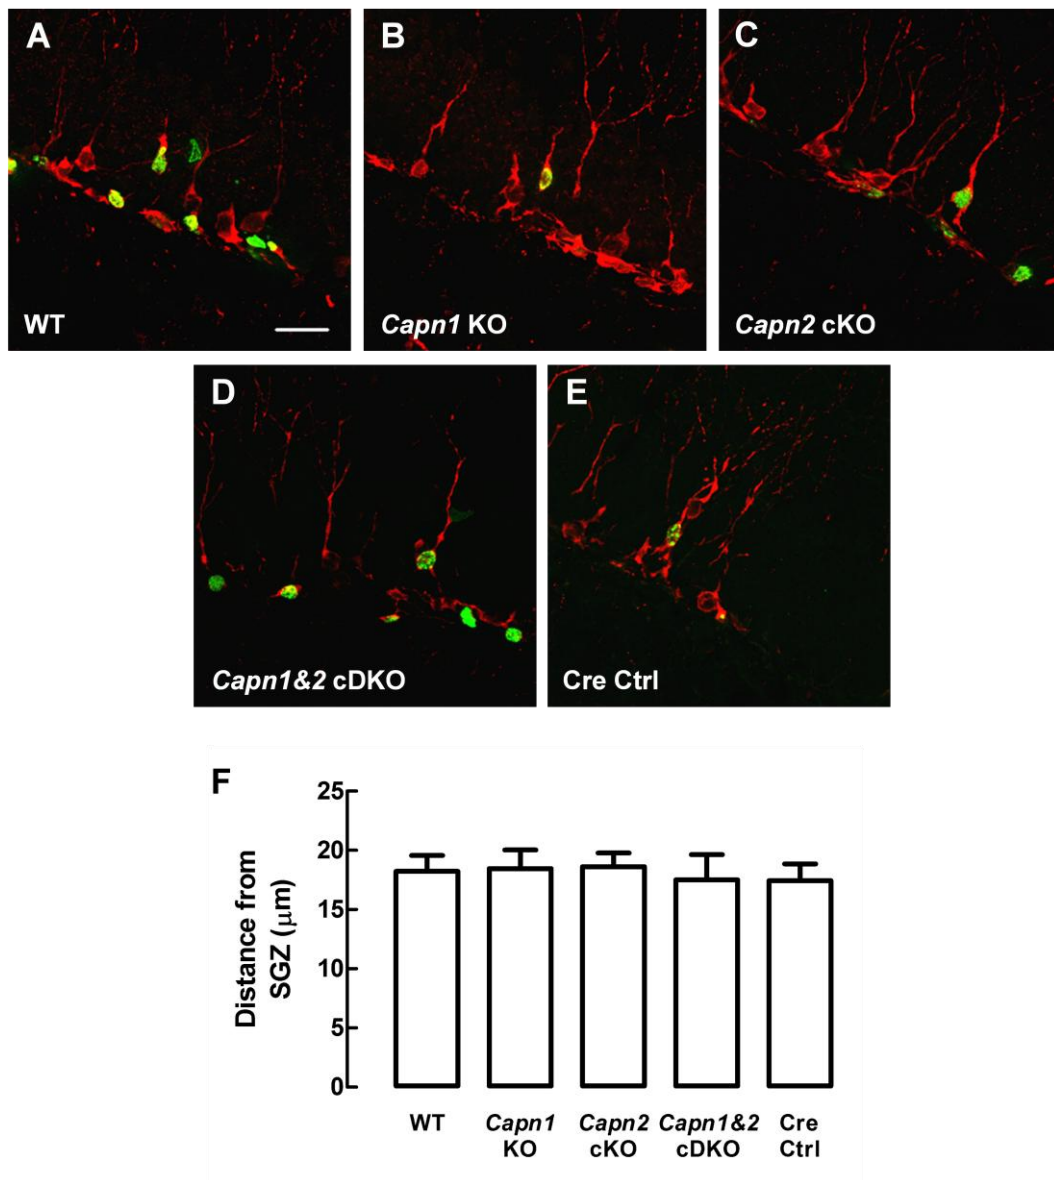 A
B
C
WT
Capn1 KO
Capn2 cKO
D
E
Capn1&2 cDKO
Cre Ctrl
F
Distance from
SGZ (μm)
25
20
15
10
5
0
WT
Capn1
KO
Capn2
cKO
Capn1&2
cDKO
Cre
Ctrl